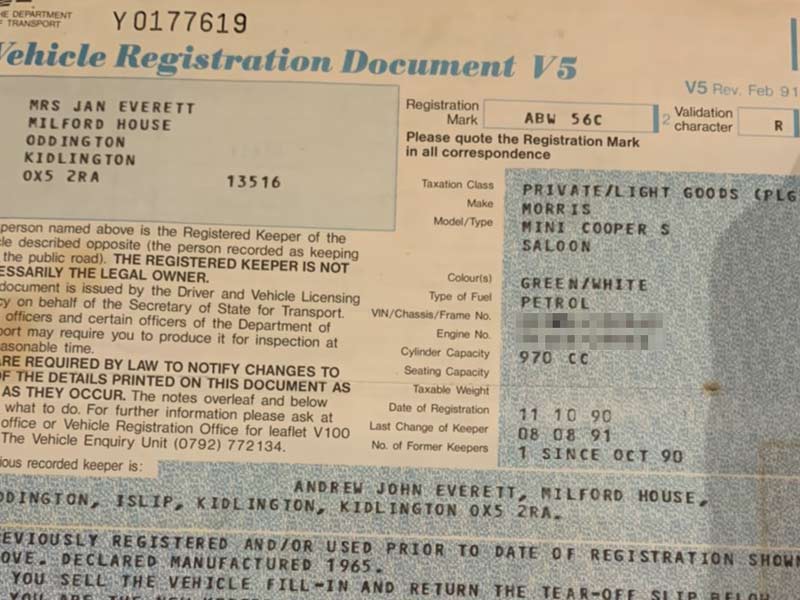 HE DEPARTMENT
F TRANSPORT
Y0177619
Vehicle Registration Document V5
V5 Rev. Feb 91
MRS JAN EVERETT
MILFORD HOUSE
ODDINGTON
KIDLINGTON
OX5 2RA 13516
Registration Mark ABW 56C
2 Validation character R
Please quote the Registration Mark
in all correspondence
Taxation Class PRIVATE/LIGHT GOODS (PLG
Make MORRIS
Model/Type MINI COOPER S
SALOON
Colour(s) GREEN/WHITE
Type of Fuel PETROL
VIN/Chassis/Frame No.
Engine No.
Cylinder Capacity 970 CC
Seating Capacity
Taxable Weight
Date of Registration 11 10 90
Last Change of Keeper 08 08 91
No. of Former Keepers 1 SINCE OCT 90
person named above is the Registered Keeper of the
le described opposite (the person recorded as keeping
the public road). THE REGISTERED KEEPER IS NOT
ESSARILY THE LEGAL OWNER.
document is issued by the Driver and Vehicle Licensing
cy on behalf of the Secretary of State for Transport.
officers and certain officers of the Department of
port may require you to produce it for inspection at
asonable time.
ARE REQUIRED BY LAW TO NOTIFY CHANGES TO
OF THE DETAILS PRINTED ON THIS DOCUMENT AS
AS THEY OCCUR. The notes overleaf and below
what to do. For further information please ask at
office or Vehicle Registration Office for leaflet V100
The Vehicle Enquiry Unit (0792) 772134.
ious recorded keeper is:
ANDREW JOHN EVERETT, MILFORD HOUSE,
ODDINGTON, ISLIP, KIDLINGTON, KIDLINGTON OX5 2RA.
EVIOUSLY REGISTERED AND/OR USED PRIOR TO DATE OF REGISTRATION SHOWN
OVE. DECLARED MANUFACTURED 1965.
YOU SELL THE VEHICLE FILL-IN AND RETURN THE TEAR-OFF SLIP BELOW
YOU ARE THE NEW